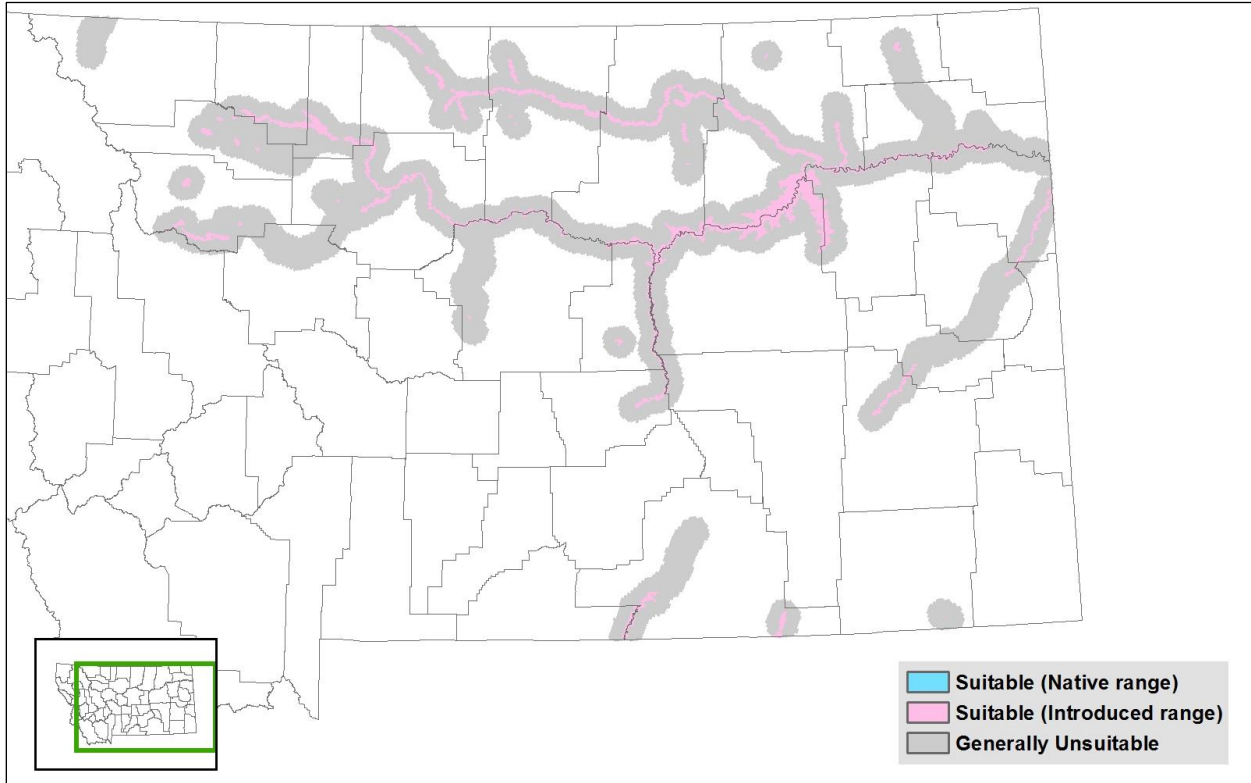 Suitable (Native range)
Suitable (Introduced range)
Generally Unsuitable